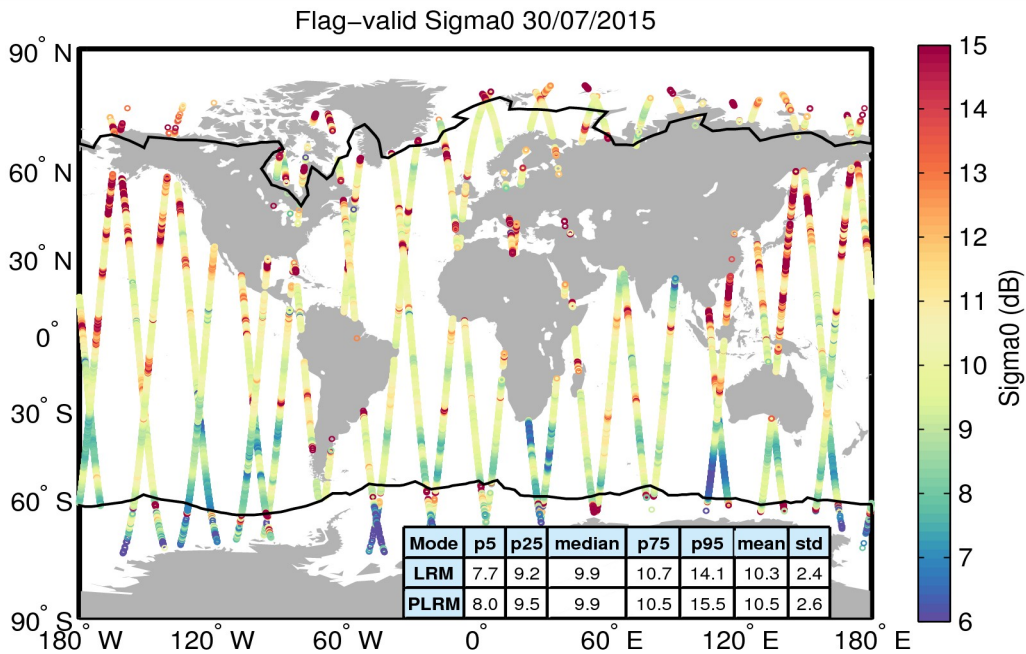 Flag−valid Sigma0 30/07/2015
90° N
60° N
30° N
0°
30° S
60° S
90° S
180° W
120° W
60° W
0°
60° E
120° E
180° E
15
14
13
12
11
10
9
8
7
6
Sigma0 (dB)
Mode p5 p25 median p75 p95 mean std
LRM 7.7 9.2 9.9 10.7 14.1 10.3 2.4
PLRM 8.0 9.5 9.9 10.5 15.5 10.5 2.6